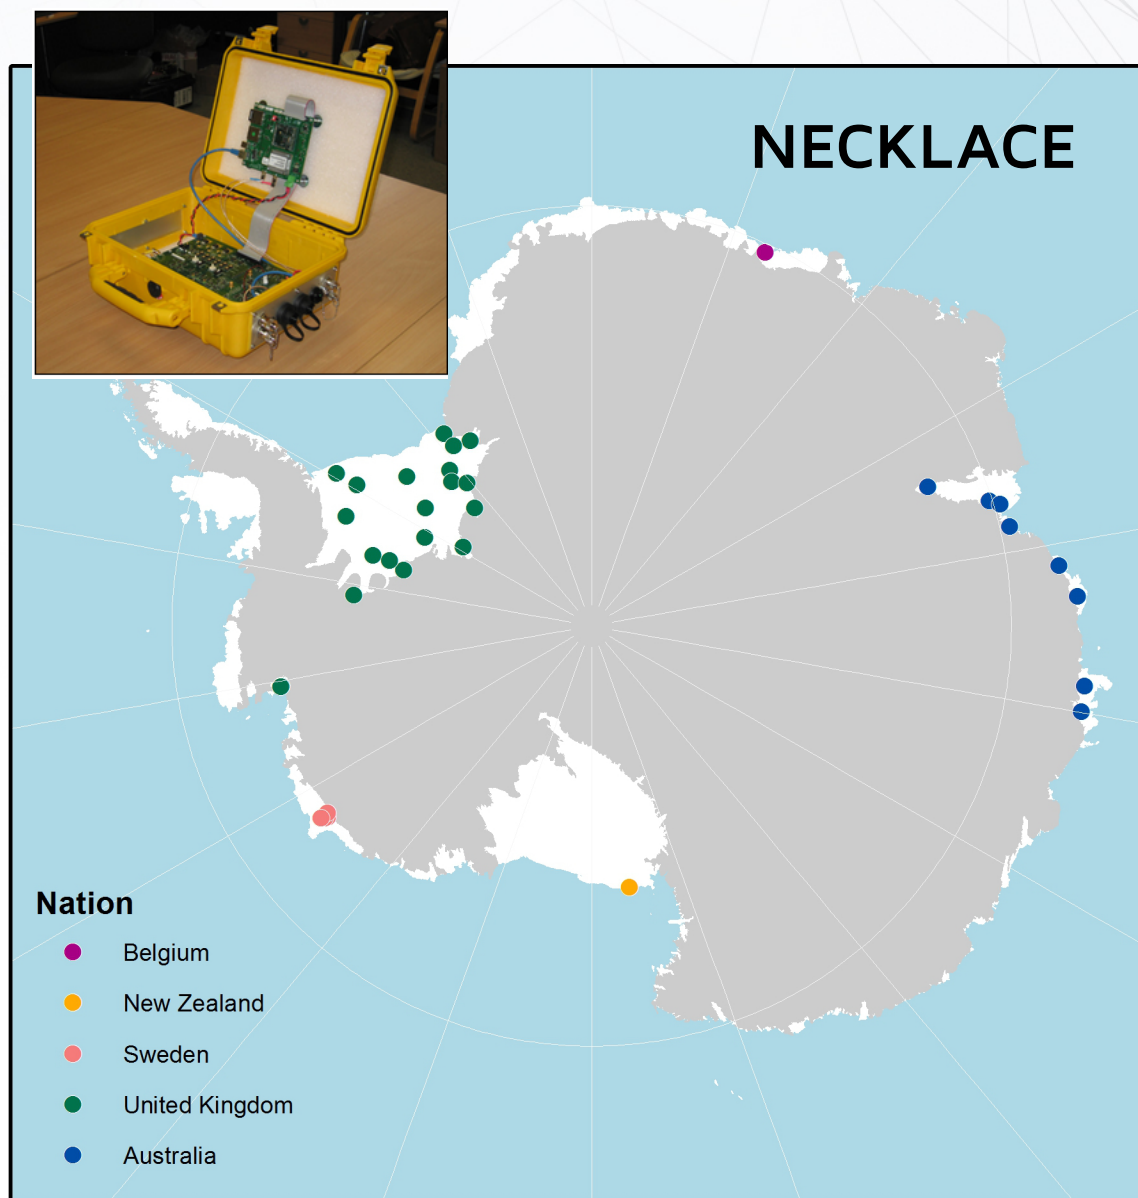 NECKLACE
Nation
Belgium
New Zealand
Sweden
United Kingdom
Australia